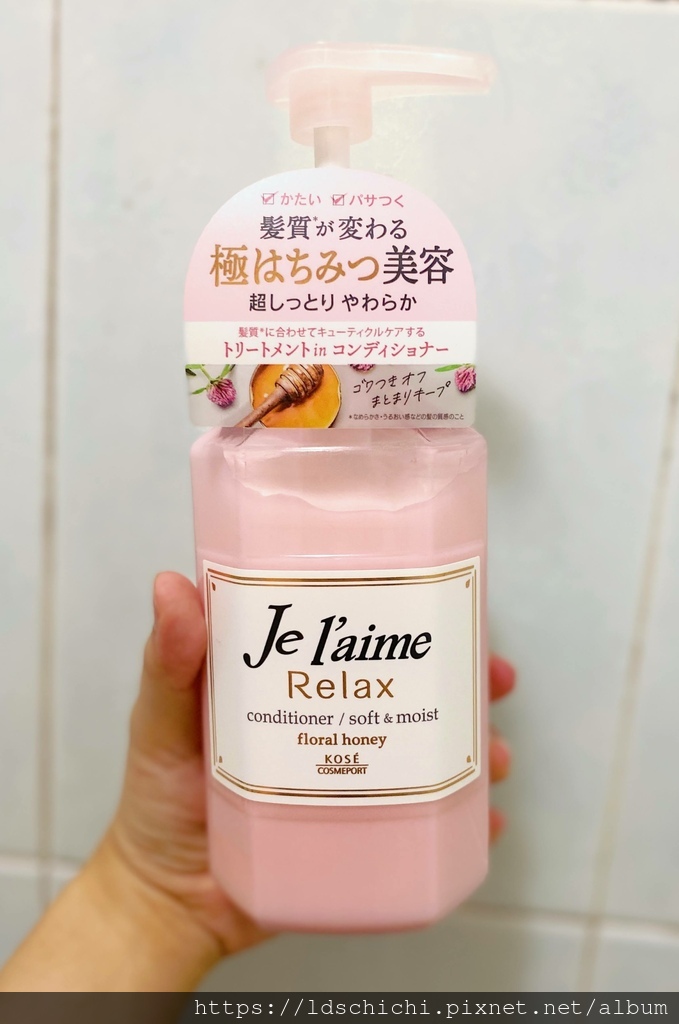 ☑かたい ☑パサつく
髪質*が変わる
極はちみつ美容
超しっとり やわらか
髪質*に合わせてキューティクルケアする
トリートメントin コンディショナー
ゴワつきオフ
まとまりキープ
*なめらかさ・うるおい感などの髪の質感のこと
Je l'aime
Relax
conditioner / soft & moist
floral honey
KOSÉ
COSMEPORT
https://ldschichi.pixnet.net/album